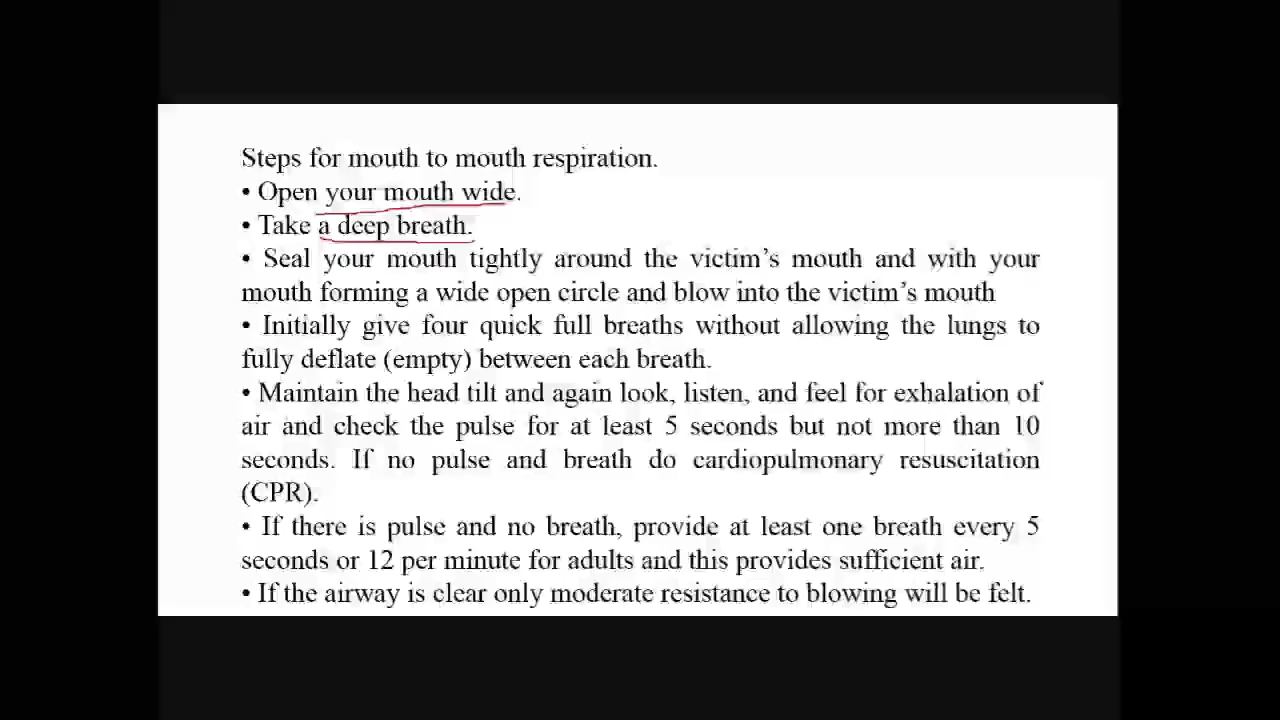 Steps for mouth to mouth respiration.
• Open your mouth wide.
• Take a deep breath.
• Seal your mouth tightly around the victim’s mouth and with your
mouth forming a wide open circle and blow into the victim’s mouth
• Initially give four quick full breaths without allowing the lungs to
fully deflate (empty) between each breath.
• Maintain the head tilt and again look, listen, and feel for exhalation of
air and check the pulse for at least 5 seconds but not more than 10
seconds. If no pulse and breath do cardiopulmonary resuscitation
(CPR).
• If there is pulse and no breath, provide at least one breath every 5
seconds or 12 per minute for adults and this provides sufficient air.
• If the airway is clear only moderate resistance to blowing will be felt.